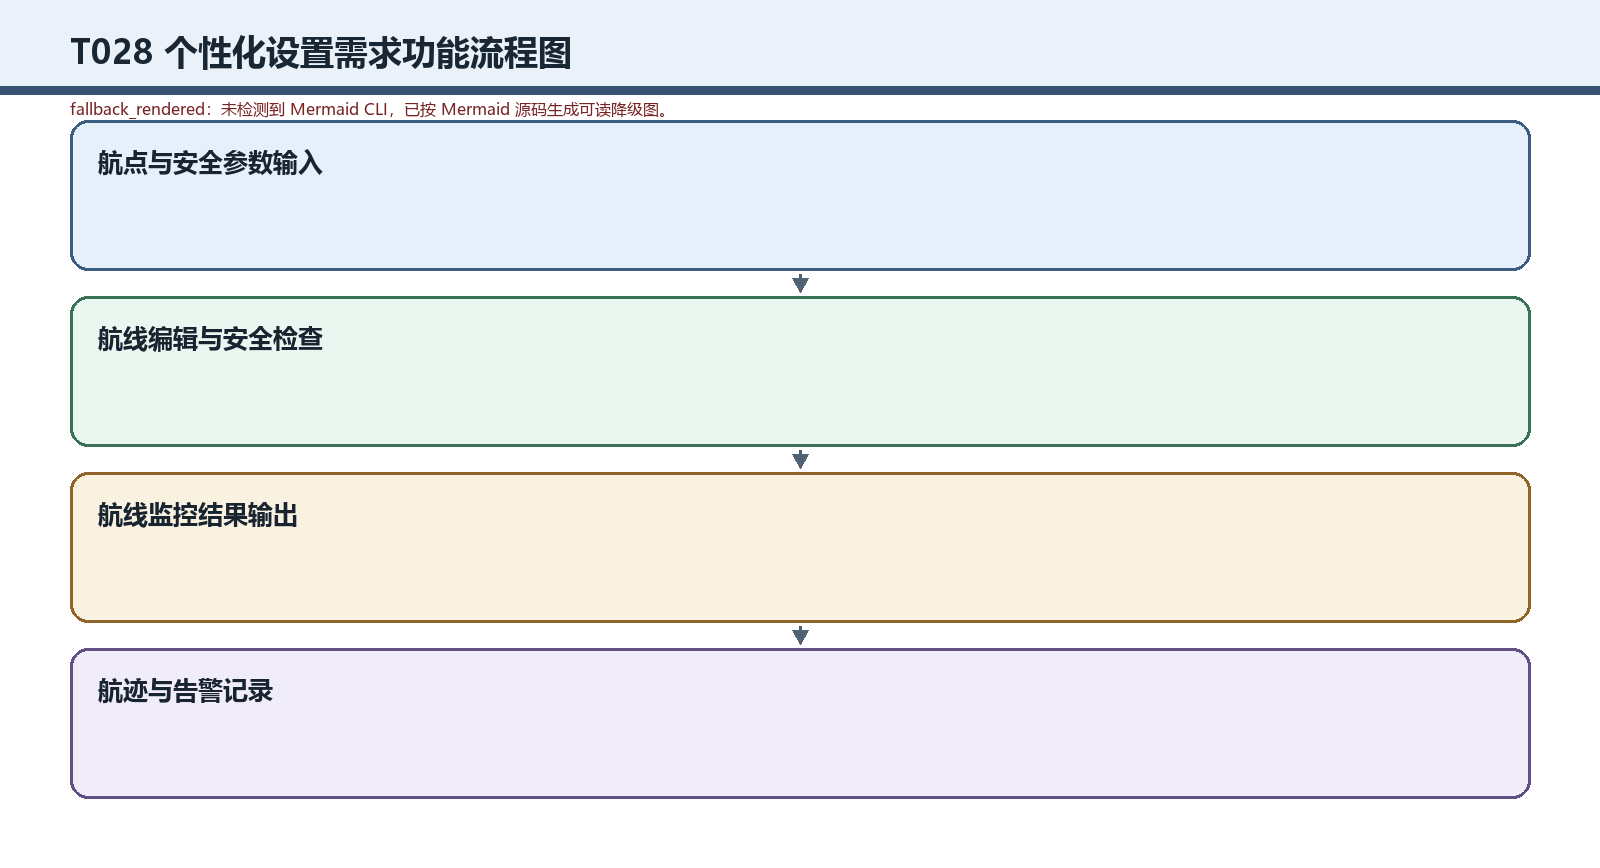 T028 个性化设置需求功能流程图
fallback_rendered：未检测到 Mermaid CLI，已按 Mermaid 源码生成可读降级图。
航点与安全参数输入
航线编辑与安全检查
航线监控结果输出
航迹与告警记录